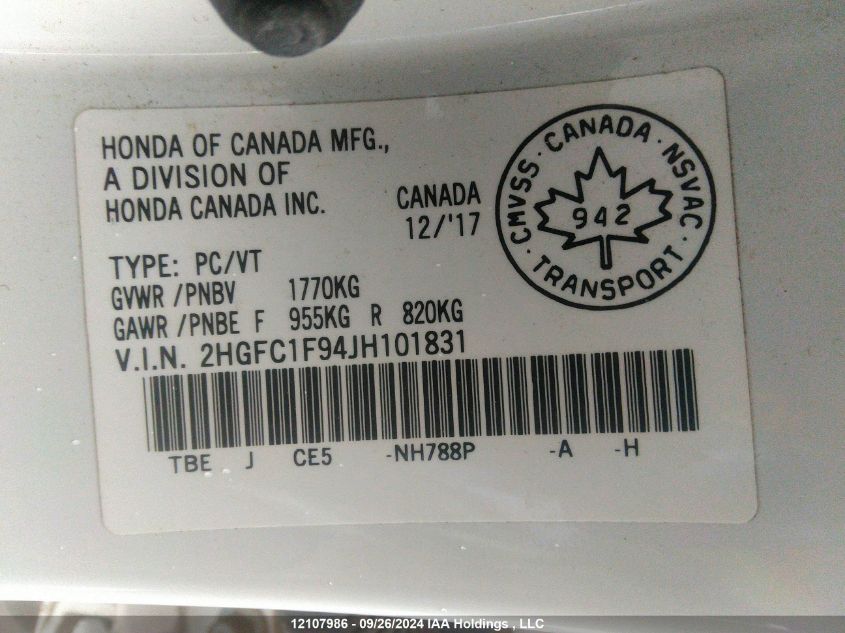 HONDA OF CANADA MFG.,
A DIVISION OF
HONDA CANADA INC.
CANADA
12/'17
TYPE: PC/VT
GVWR /PNBV 1770KG
GAWR /PNBE F 955KG R 820KG
V.I.N. 2HGFC1F94JH101831
TBE J CE5 -NH788P -A -H
CMVSS · CANADA · NSVAC ·
942
TRANSPORT ·
12107986 - 09/26/2024 IAA Holdings , LLC